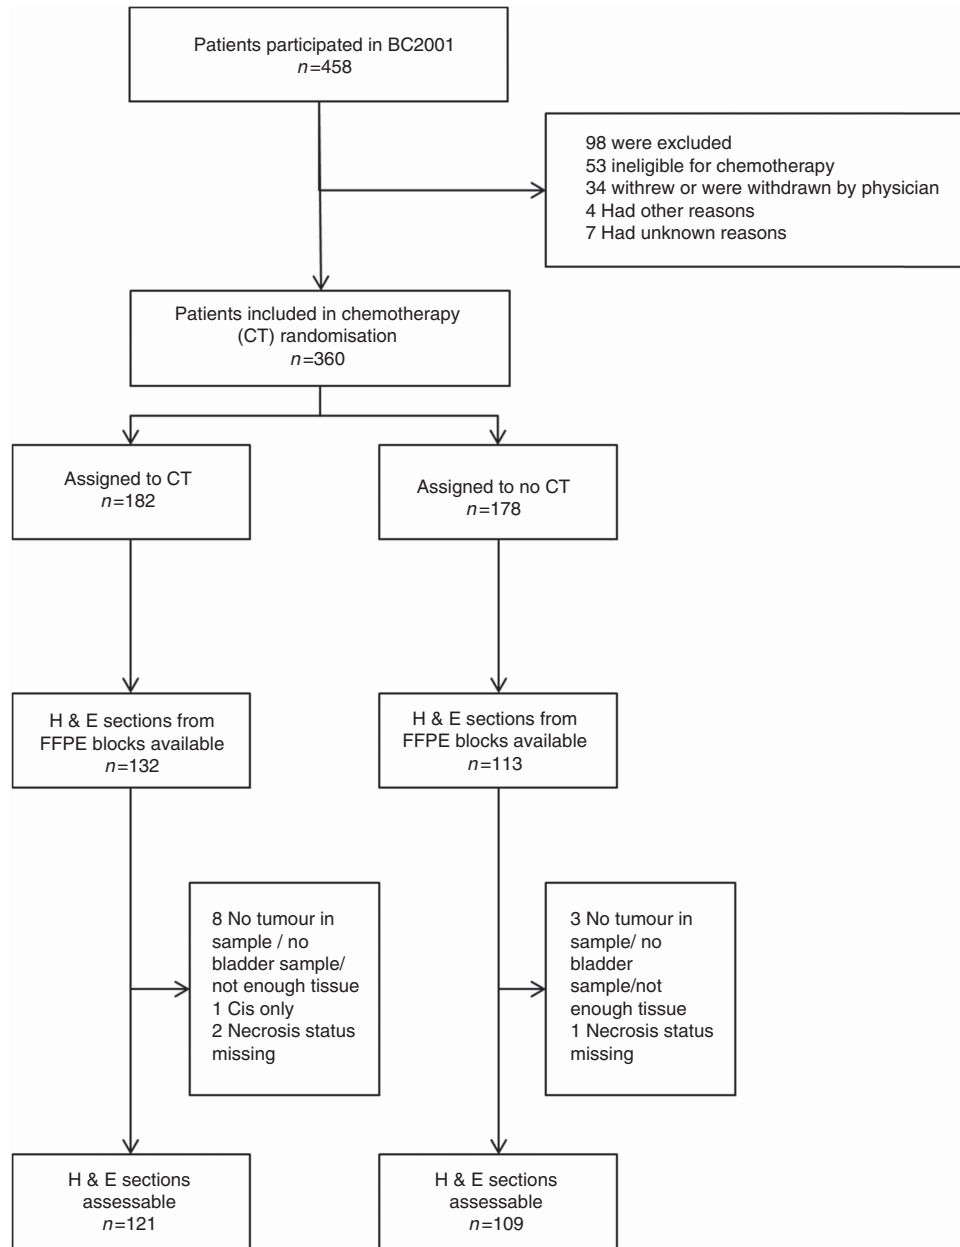 Patients participated in BC2001
n=458
98 were excluded
53 ineligible for chemotherapy
34 withrew or were withdrawn by physician
4 Had other reasons
7 Had unknown reasons
Patients included in chemotherapy
(CT) randomisation
n=360
Assigned to CT
n=182
Assigned to no CT
n=178
H & E sections from
FFPE blocks available
n=132
H & E sections from
FFPE blocks available
n=113
8 No tumour in
sample / no
bladder sample/
not enough tissue
1 Cis only
2 Necrosis status
missing
3 No tumour in
sample/ no
bladder
sample/not
enough tissue
1 Necrosis status
missing
H & E sections
assessable
n=121
H & E sections
assessable
n=109